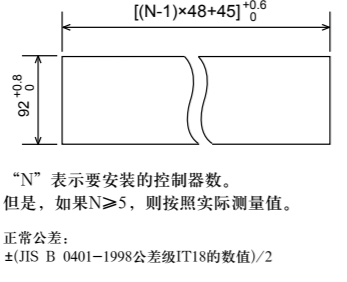 [(N-1)×48+45] +0.6 0
92 +0.8 0
“N”表示要安装的控制器数。
但是，如果N≥5，则按照实际测量值。
正常公差：
±(JIS B 0401−1998公差级IT18的数值)/2